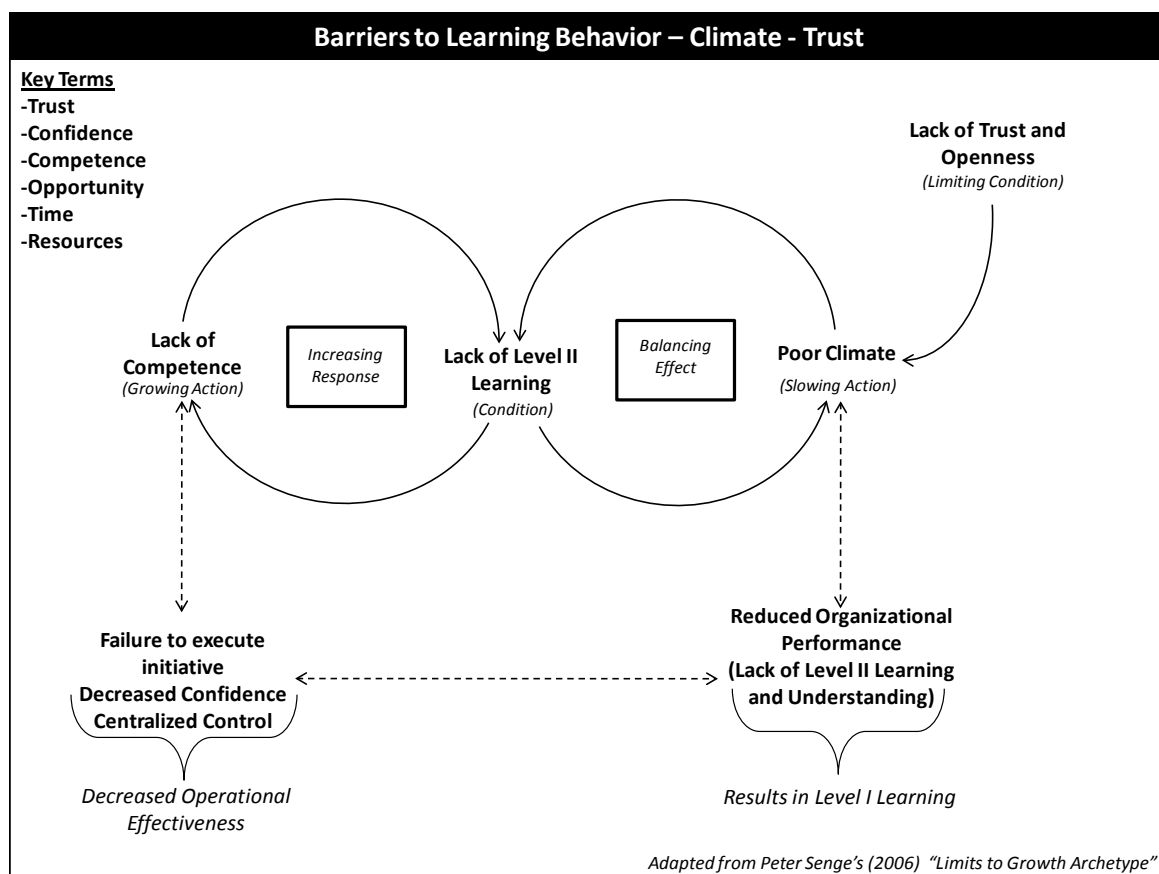 Barriers to Learning Behavior – Climate - Trust
Key Terms
-Trust
-Confidence
-Competence
-Opportunity
-Time
-Resources
Lack of Trust and
Openness
(Limiting Condition)
Lack of
Competence
(Growing Action)
Increasing
Response
Lack of Level II
Learning
(Condition)
Balancing
Effect
Poor Climate
(Slowing Action)
Failure to execute
initiative
Decreased Confidence
Centralized Control
Decreased Operational
Effectiveness
Reduced Organizational
Performance
(Lack of Level II Learning
and Understanding)
Results in Level I Learning
Adapted from Peter Senge’s (2006) “Limits to Growth Archetype”